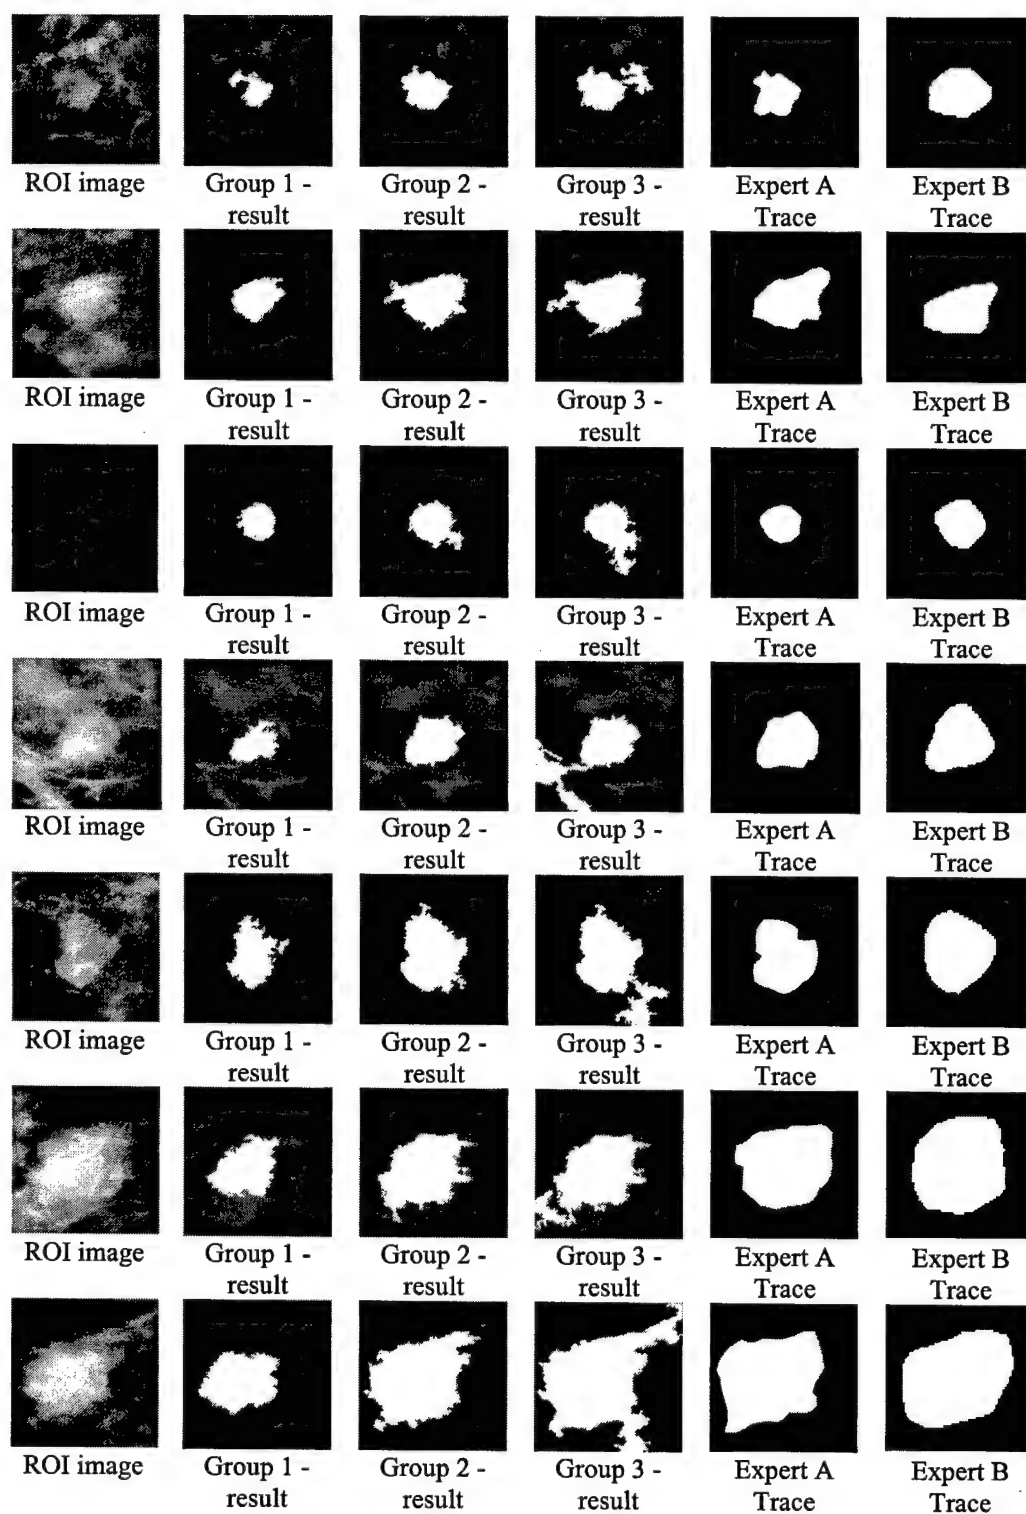 ROI image Group 1 - Group 2 - Group 3 - Expert A Expert B
result result result Trace Trace
ROI image Group 1 - Group 2 - Group 3 - Expert A Expert B
result result result Trace Trace
ROI image Group 1 - Group 2 - Group 3 - Expert A Expert B
result result result Trace Trace
ROI image Group 1 - Group 2 - Group 3 - Expert A Expert B
result result result Trace Trace
ROI image Group 1 - Group 2 - Group 3 - Expert A Expert B
result result result Trace Trace
ROI image Group 1 - Group 2 - Group 3 - Expert A Expert B
result result result Trace Trace
ROI image Group 1 - Group 2 - Group 3 - Expert A Expert B
result result result Trace Trace